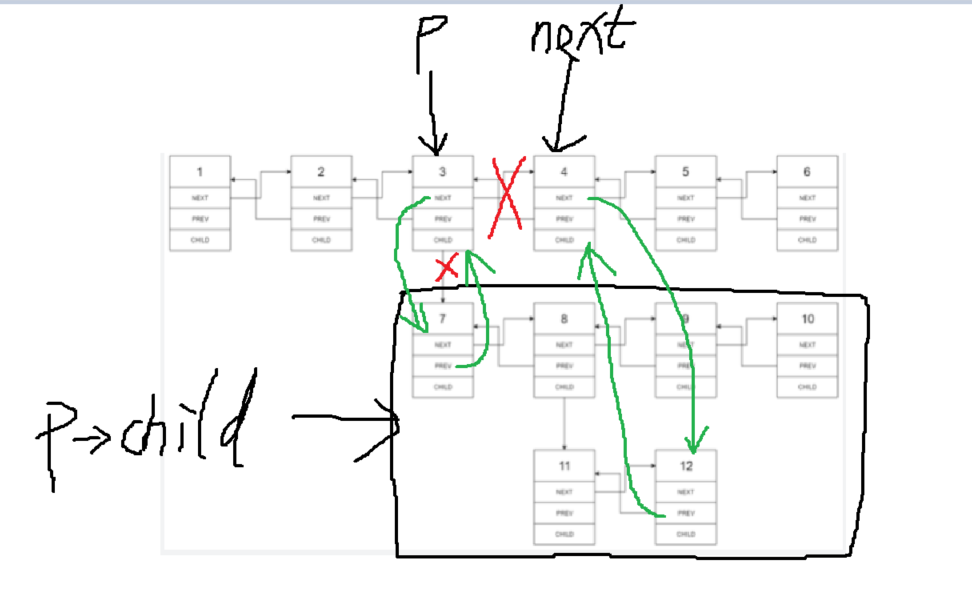 P next
1 2 3 4 5 6
NEXT NEXT NEXT NEXT NEXT NEXT
PREV PREV PREV PREV PREV PREV
CHILD CHILD CHILD CHILD CHILD CHILD
7 8 9 10
NEXT NEXT NEXT NEXT
PREV PREV PREV PREV
CHILD CHILD CHILD CHILD
P→child
11 12
NEXT NEXT
PREV PREV
CHILD CHILD